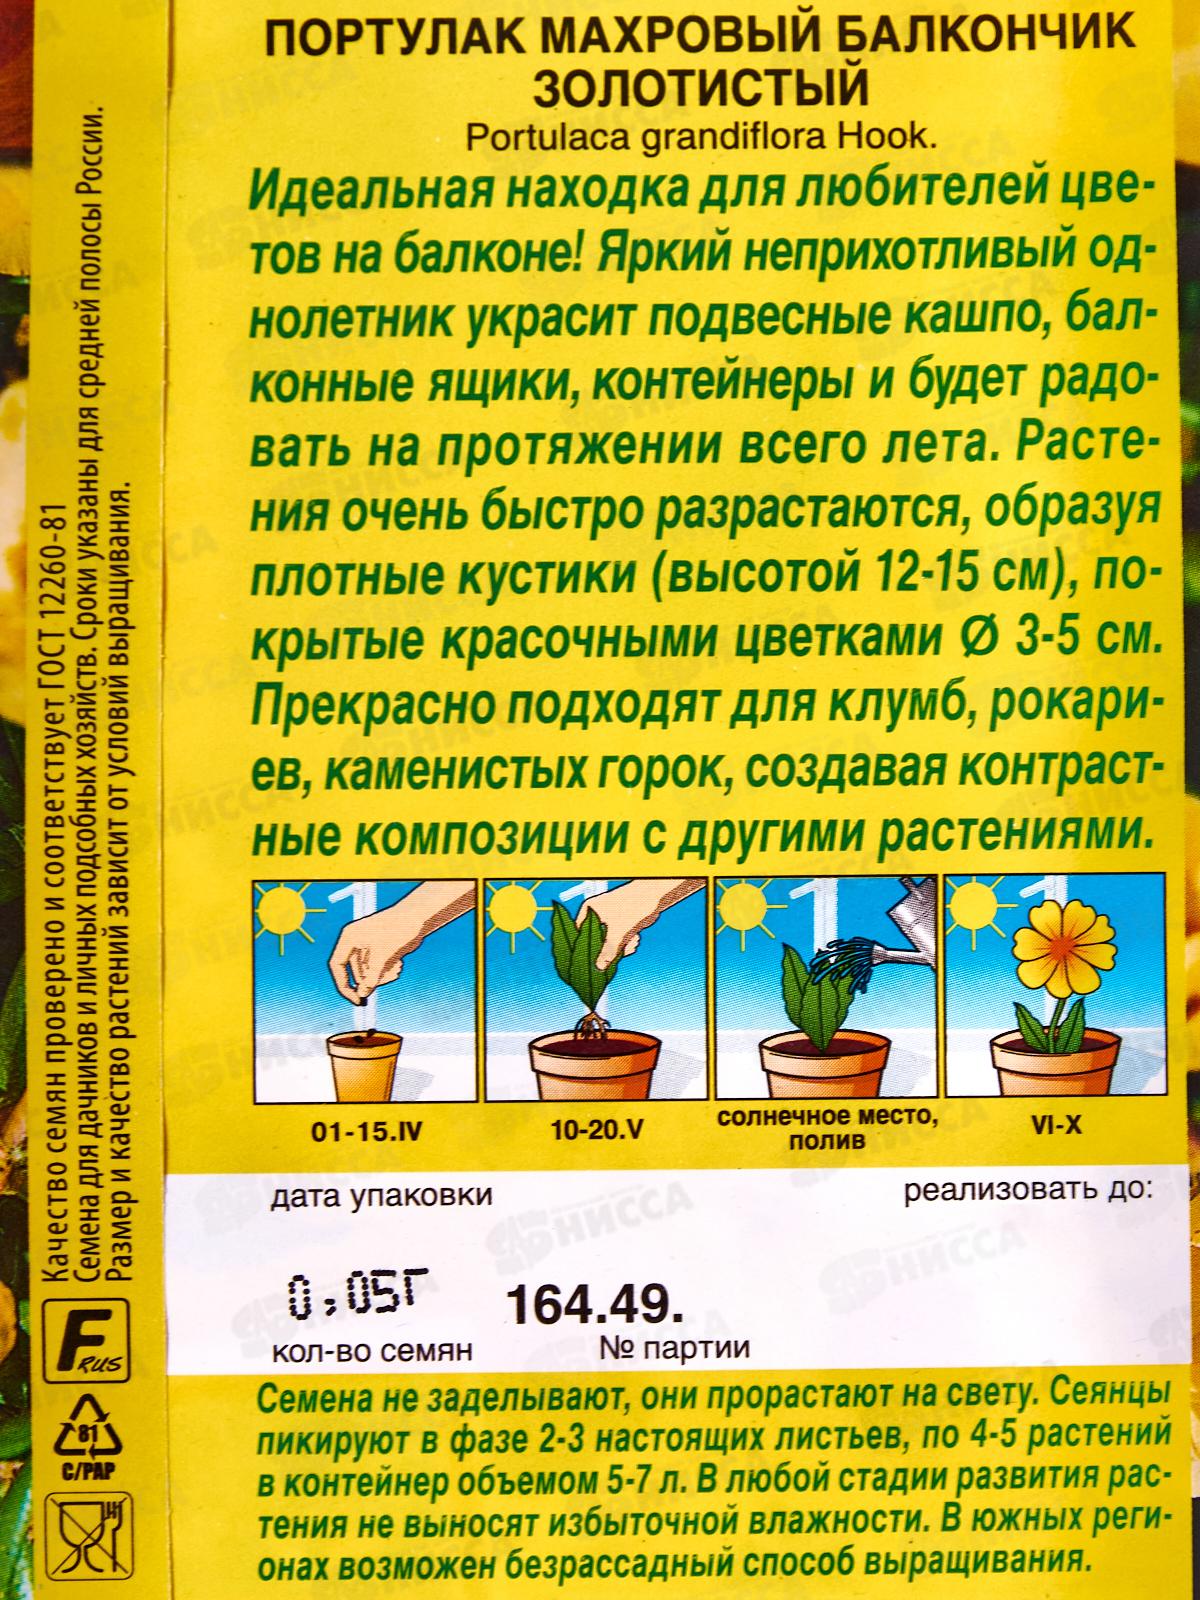 ПОРТУЛАК МАХРОВЫЙ БАЛКОНЧИК
ЗОЛОТИСТЫЙ
Portulaca grandiflora Hook.
Идеальная находка для любителей цве-
тов на балконе! Яркий неприхотливый од-
нолетник украсит подвесные кашпо, бал-
конные ящики, контейнеры и будет радо-
вать на протяжении всего лета. Расте-
ния очень быстро разрастаются, образуя
плотные кустики (высотой 12-15 см), по-
крытые красочными цветками Ø 3-5 см.
Прекрасно подходят для клумб, рокари-
ев, каменистых горок, создавая контраст-
ные композиции с другими растениями.
01-15.IV
10-20.V
солнечное место,
полив
VI-X
дата упаковки
реализовать до:
0,05Г
164.49.
кол-во семян
№ партии
Семена не заделывают, они прорастают на свету. Сеянцы
пикируют в фазе 2-3 настоящих листьев, по 4-5 растений
в контейнер объемом 5-7 л. В любой стадии развития рас-
тения не выносят избыточной влажности. В южных реги-
онах возможен безрассадный способ выращивания.
Качество семян проверено и соответствует ГОСТ 12260-81
Семена для дачников и личных подсобных хозяйств. Сроки указаны для средней полосы России.
Размер и качество растений зависит от условий выращивания.
F RUS
81
C/PAP
НИССА